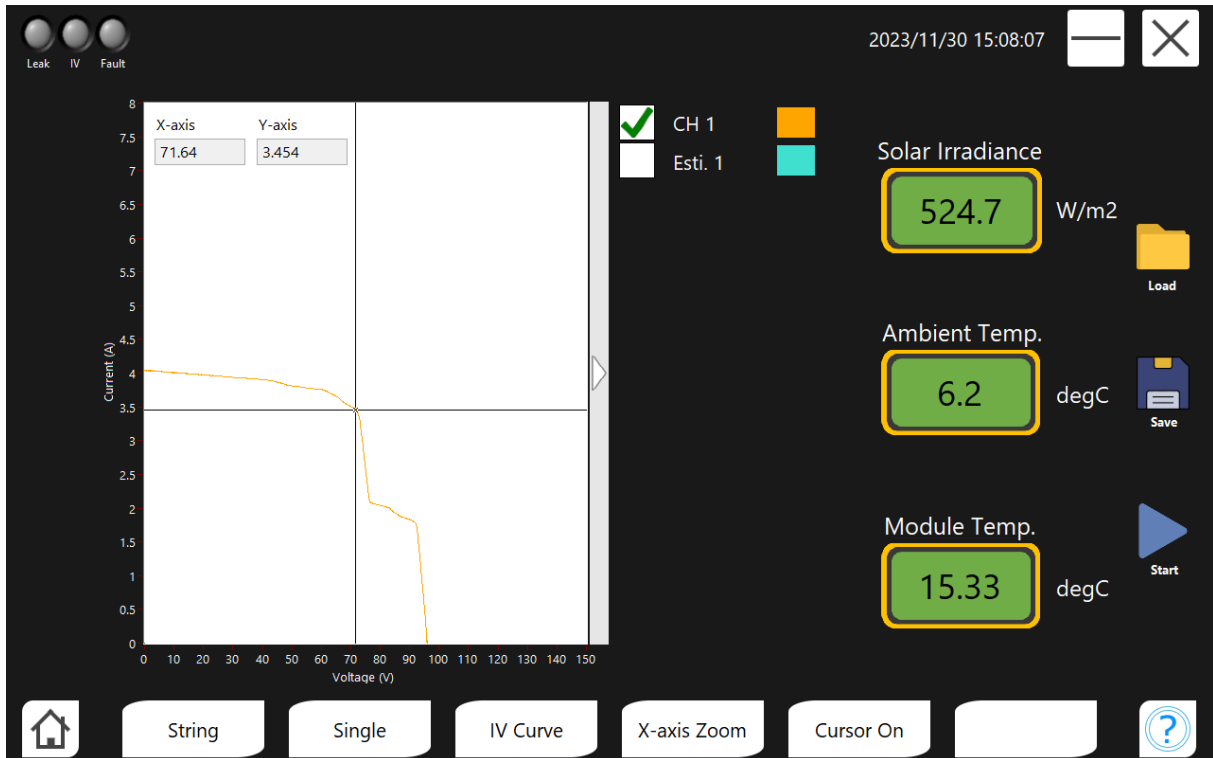 2023/11/30 15:08:07
Leak IV Fault
X-axis Y-axis
71.64 3.454
CH 1
Esti. 1
8
7.5
7
6.5
6
5.5
5
4.5
4
3.5
3
2.5
2
1.5
1
0.5
0
Current (A)
0 10 20 30 40 50 60 70 80 90 100 110 120 130 140 150
Voltage (V)
Solar Irradiance
524.7 W/m2
Load
Ambient Temp.
6.2 degC
Save
Module Temp.
15.33 degC
Start
String Single IV Curve X-axis Zoom Cursor On ?